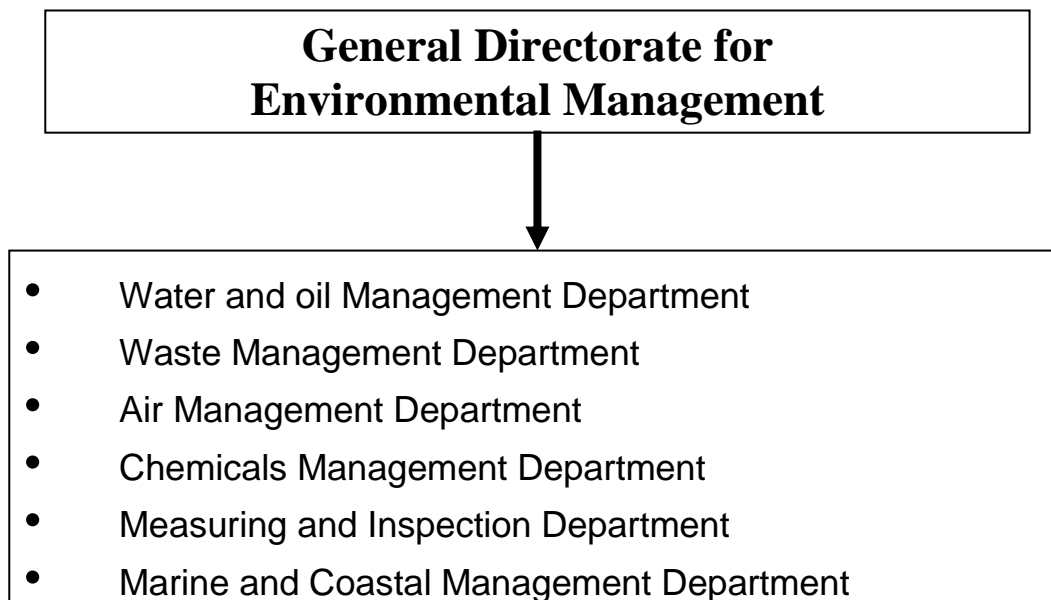 General Directorate for
Environmental Management
• Water and oil Management Department
• Waste Management Department
• Air Management Department
• Chemicals Management Department
• Measuring and Inspection Department
• Marine and Coastal Management Department